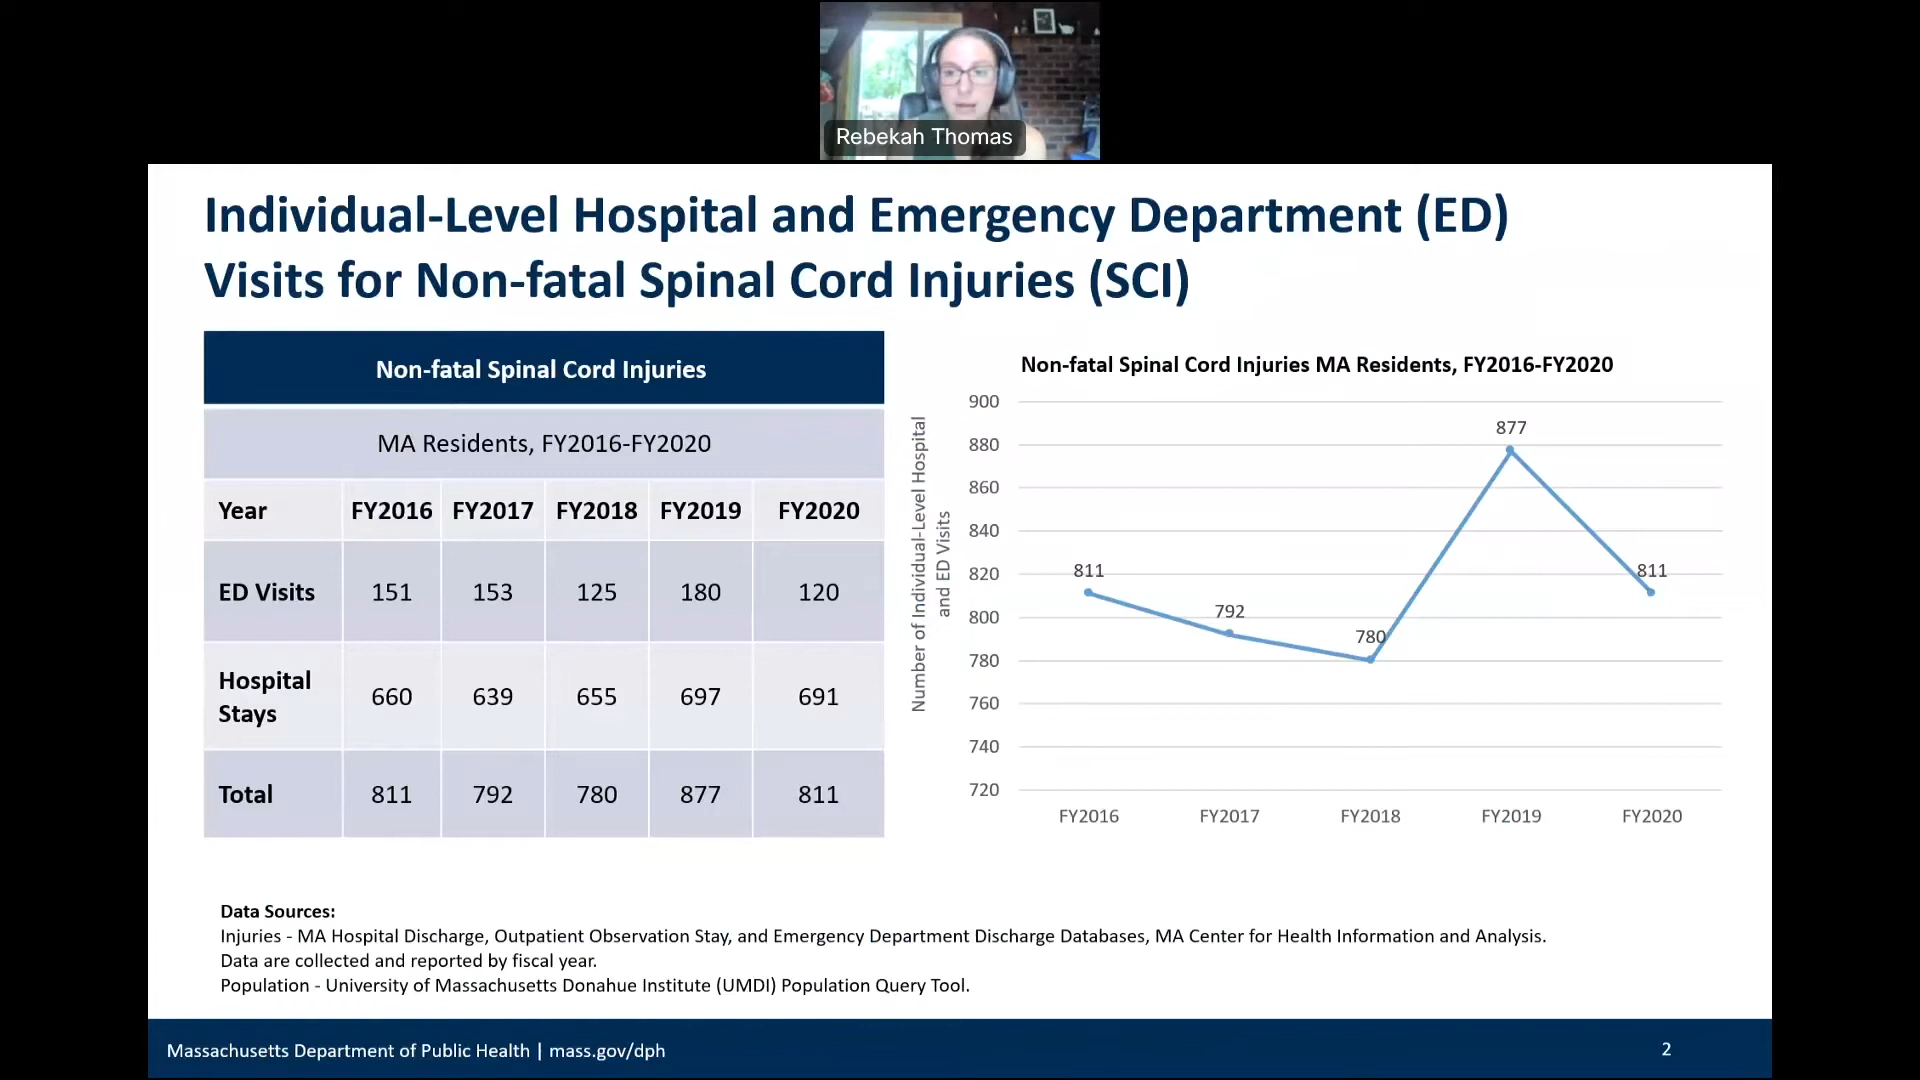 Rebekah Thomas
Individual-Level Hospital and Emergency Department (ED)
Visits for Non-fatal Spinal Cord Injuries (SCI)
Non-fatal Spinal Cord Injuries
MA Residents, FY2016-FY2020
Year FY2016 FY2017 FY2018 FY2019 FY2020
ED Visits 151 153 125 180 120
Hospital
Stays 660 639 655 697 691
Total 811 792 780 877 811
Non-fatal Spinal Cord Injuries MA Residents, FY2016-FY2020
Number of Individual-Level Hospital
and ED Visits
900
880
860
840
820
800
780
760
740
720
811
792
780
877
811
FY2016 FY2017 FY2018 FY2019 FY2020
Data Sources:
Injuries - MA Hospital Discharge, Outpatient Observation Stay, and Emergency Department Discharge Databases, MA Center for Health Information and Analysis.
Data are collected and reported by fiscal year.
Population - University of Massachusetts Donahue Institute (UMDI) Population Query Tool.
Massachusetts Department of Public Health | mass.gov/dph
2